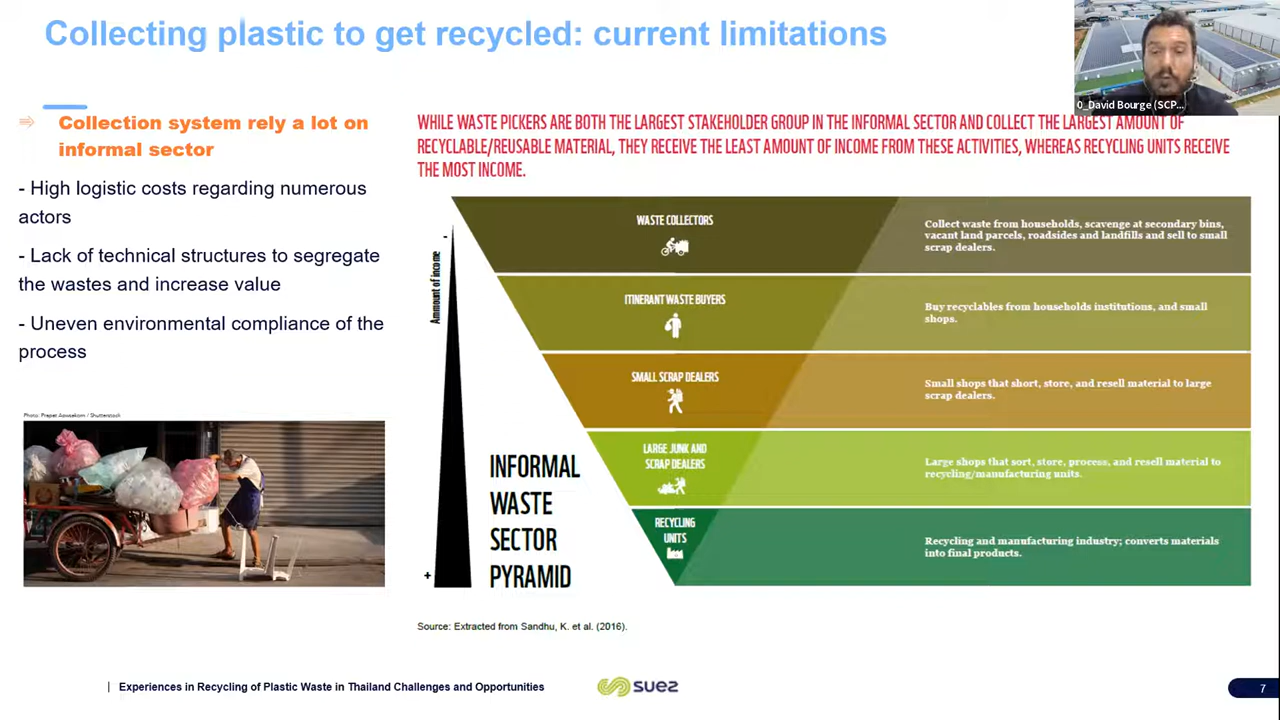 Collecting plastic to get recycled: current limitations
0_David Bourge (SCP...
⇨ Collection system rely a lot on
informal sector
- High logistic costs regarding numerous
actors
- Lack of technical structures to segregate
the wastes and increase value
- Uneven environmental compliance of the
process
Photo: Prapat Aowsakorn / Shutterstock
WHILE WASTE PICKERS ARE BOTH THE LARGEST STAKEHOLDER GROUP IN THE INFORMAL SECTOR AND COLLECT THE LARGEST AMOUNT OF
RECYCLABLE/REUSABLE MATERIAL, THEY RECEIVE THE LEAST AMOUNT OF INCOME FROM THESE ACTIVITIES, WHEREAS RECYCLING UNITS RECEIVE
THE MOST INCOME.
-
Ammount of income
+
INFORMAL
WASTE
SECTOR
PYRAMID
WASTE COLLECTORS
Collect waste from households, scavenge at secondary bins,
vacant land parcels, roadsides and landfills and sell to small
scrap dealers.
ITINERANT WASTE BUYERS
Buy recyclables from households institutions, and small
shops.
SMALL SCRAP DEALERS
Small shops that short, store, and resell material to large
scrap dealers.
LARGE JUNK AND
SCRAP DEALERS
Large shops that sort, store, process, and resell material to
recycling/manufacturing units.
RECYCLING
UNITS
Recycling and manufacturing industry; converts materials
into final products.
Source: Extracted from Sandhu, K. et al. (2016).
| Experiences in Recycling of Plastic Waste in Thailand Challenges and Opportunities
suez
7